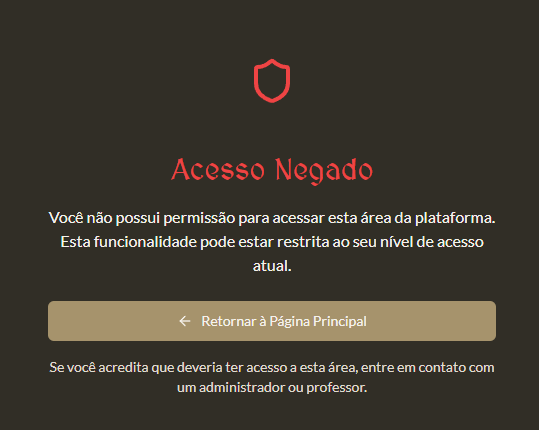 Acesso Negado
Você não possui permissão para acessar esta área da plataforma.
Esta funcionalidade pode estar restrita ao seu nível de acesso
atual.
← Retornar à Página Principal
Se você acredita que deveria ter acesso a esta área, entre em contato com
um administrador ou professor.